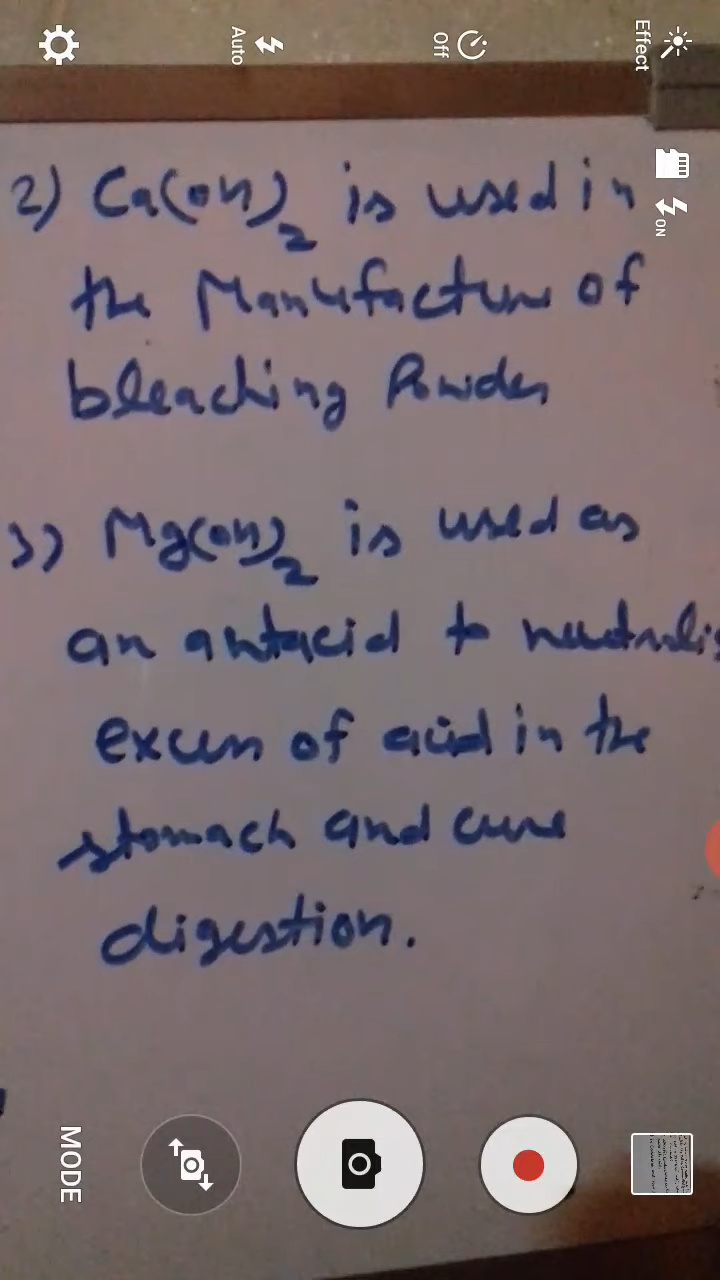 Effect
Off
Auto
ON
2) Ca(OH)2 is used in
the Manufacture of
bleaching Powder
3) Mg(OH)2 is used as
an antacid to neutralis
excess of acid in the
stomach and cure
digestion.
MODE